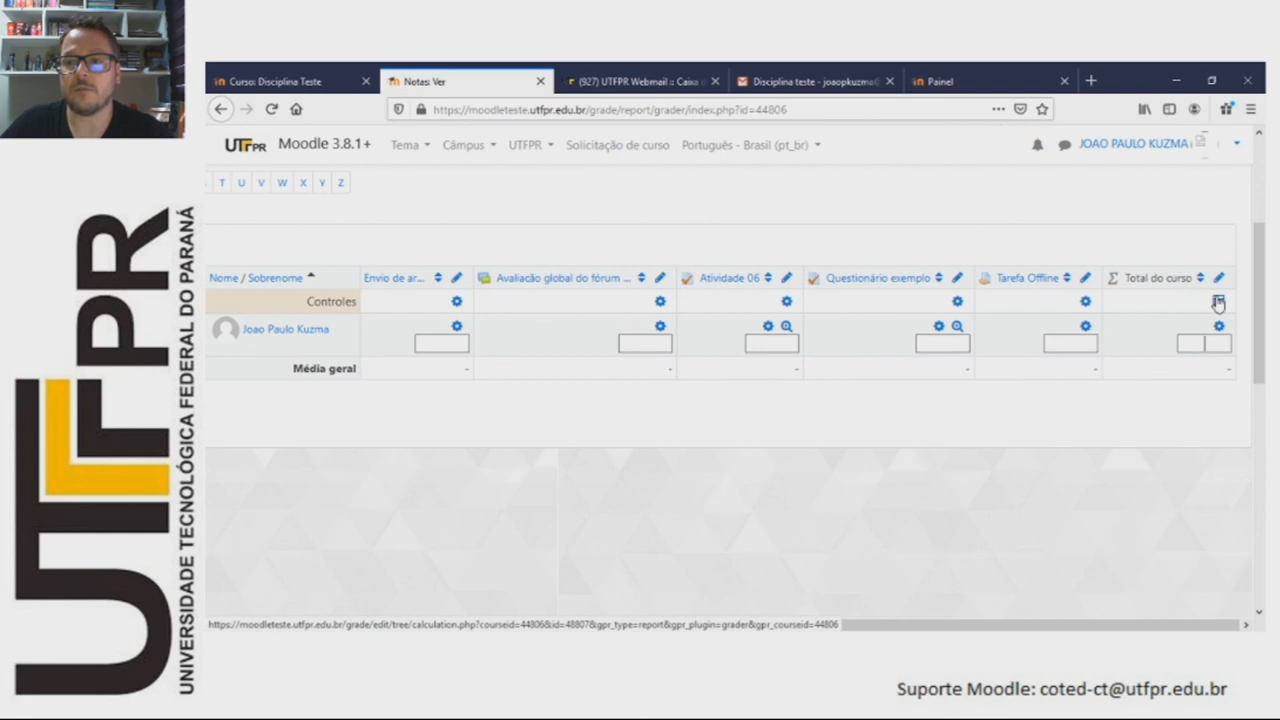 Curso: Disciplina Teste
Notas: Ver
(927) UTFPR Webmail :: Caixa d
Disciplina teste - joaopkuzma@
Painel
https://moodleteste.utfpr.edu.br/grade/report/grader/index.php?id=44806
UTFPR Moodle 3.8.1+ Tema Câmpus UTFPR Solicitação de curso Português - Brasil (pt_br) JOAO PAULO KUZMA
T U V W X Y Z
Nome / Sobrenome Envio de ar... Avaliacão global do fórum ... Atividade 06 Questionário exemplo Tarefa Offline Σ Total do curso
Controles
Joao Paulo Kuzma
Média geral - - - - - -
https://moodleteste.utfpr.edu.br/grade/edit/tree/calculation.php?courseid=44806&id=48807&gpr_type=report&gpr_plugin=grader&gpr_courseid=44806
UTFPR
UNIVERSIDADE TECNOLÓGICA FEDERAL DO PARANÁ
Suporte Moodle: coted-ct@utfpr.edu.br